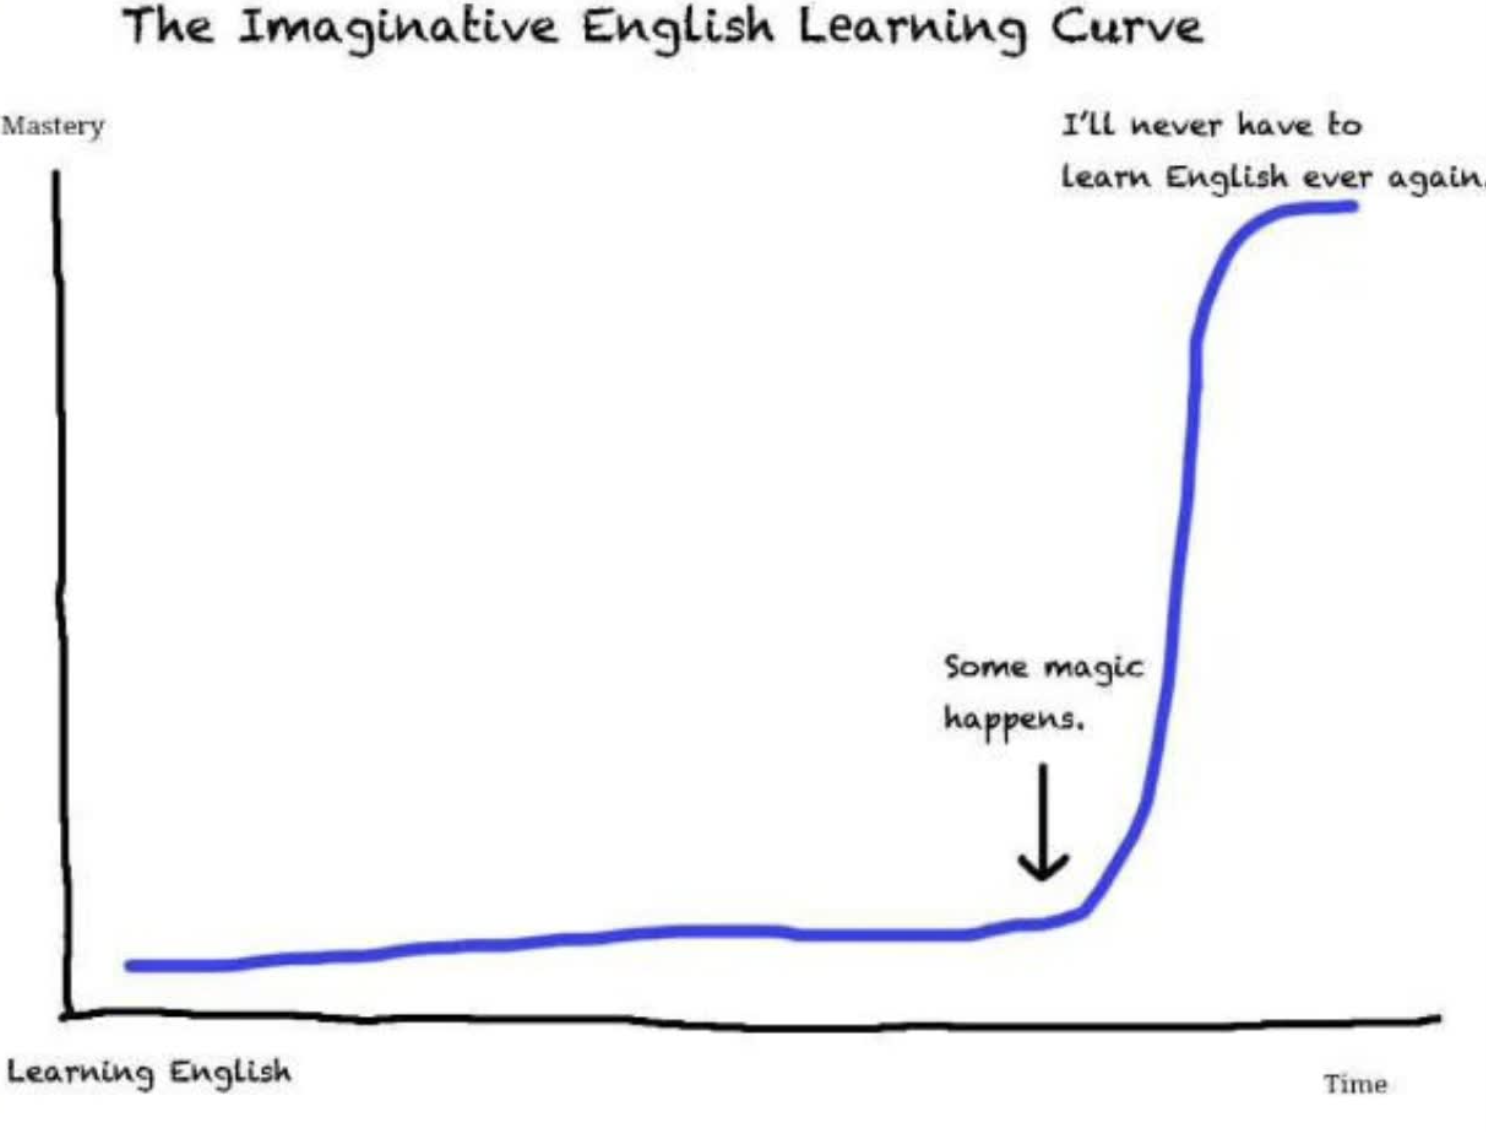 The Imaginative English Learning Curve
Mastery
I'll never have to
learn English ever again.
Some magic
happens.
Learning English
Time